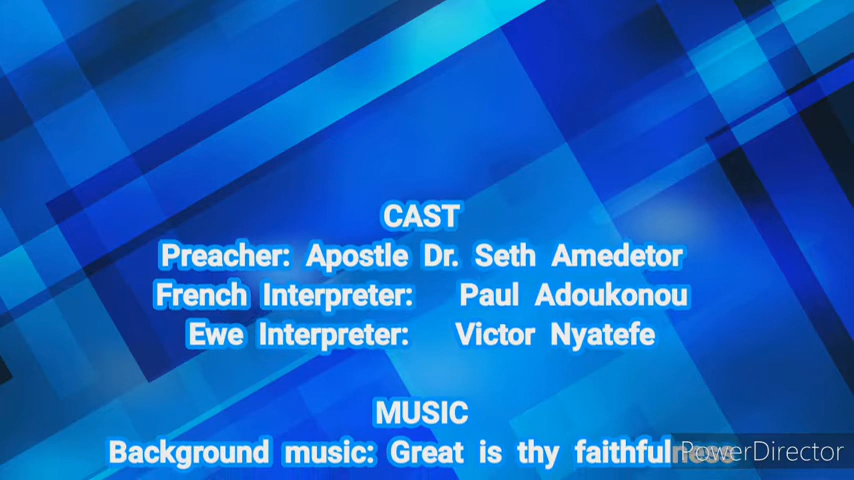 CAST
Preacher: Apostle Dr. Seth Amedetor
French Interpreter: Paul Adoukonou
Ewe Interpreter: Victor Nyatefe
MUSIC
Background music: Great is thy faithfulness
PowerDirector